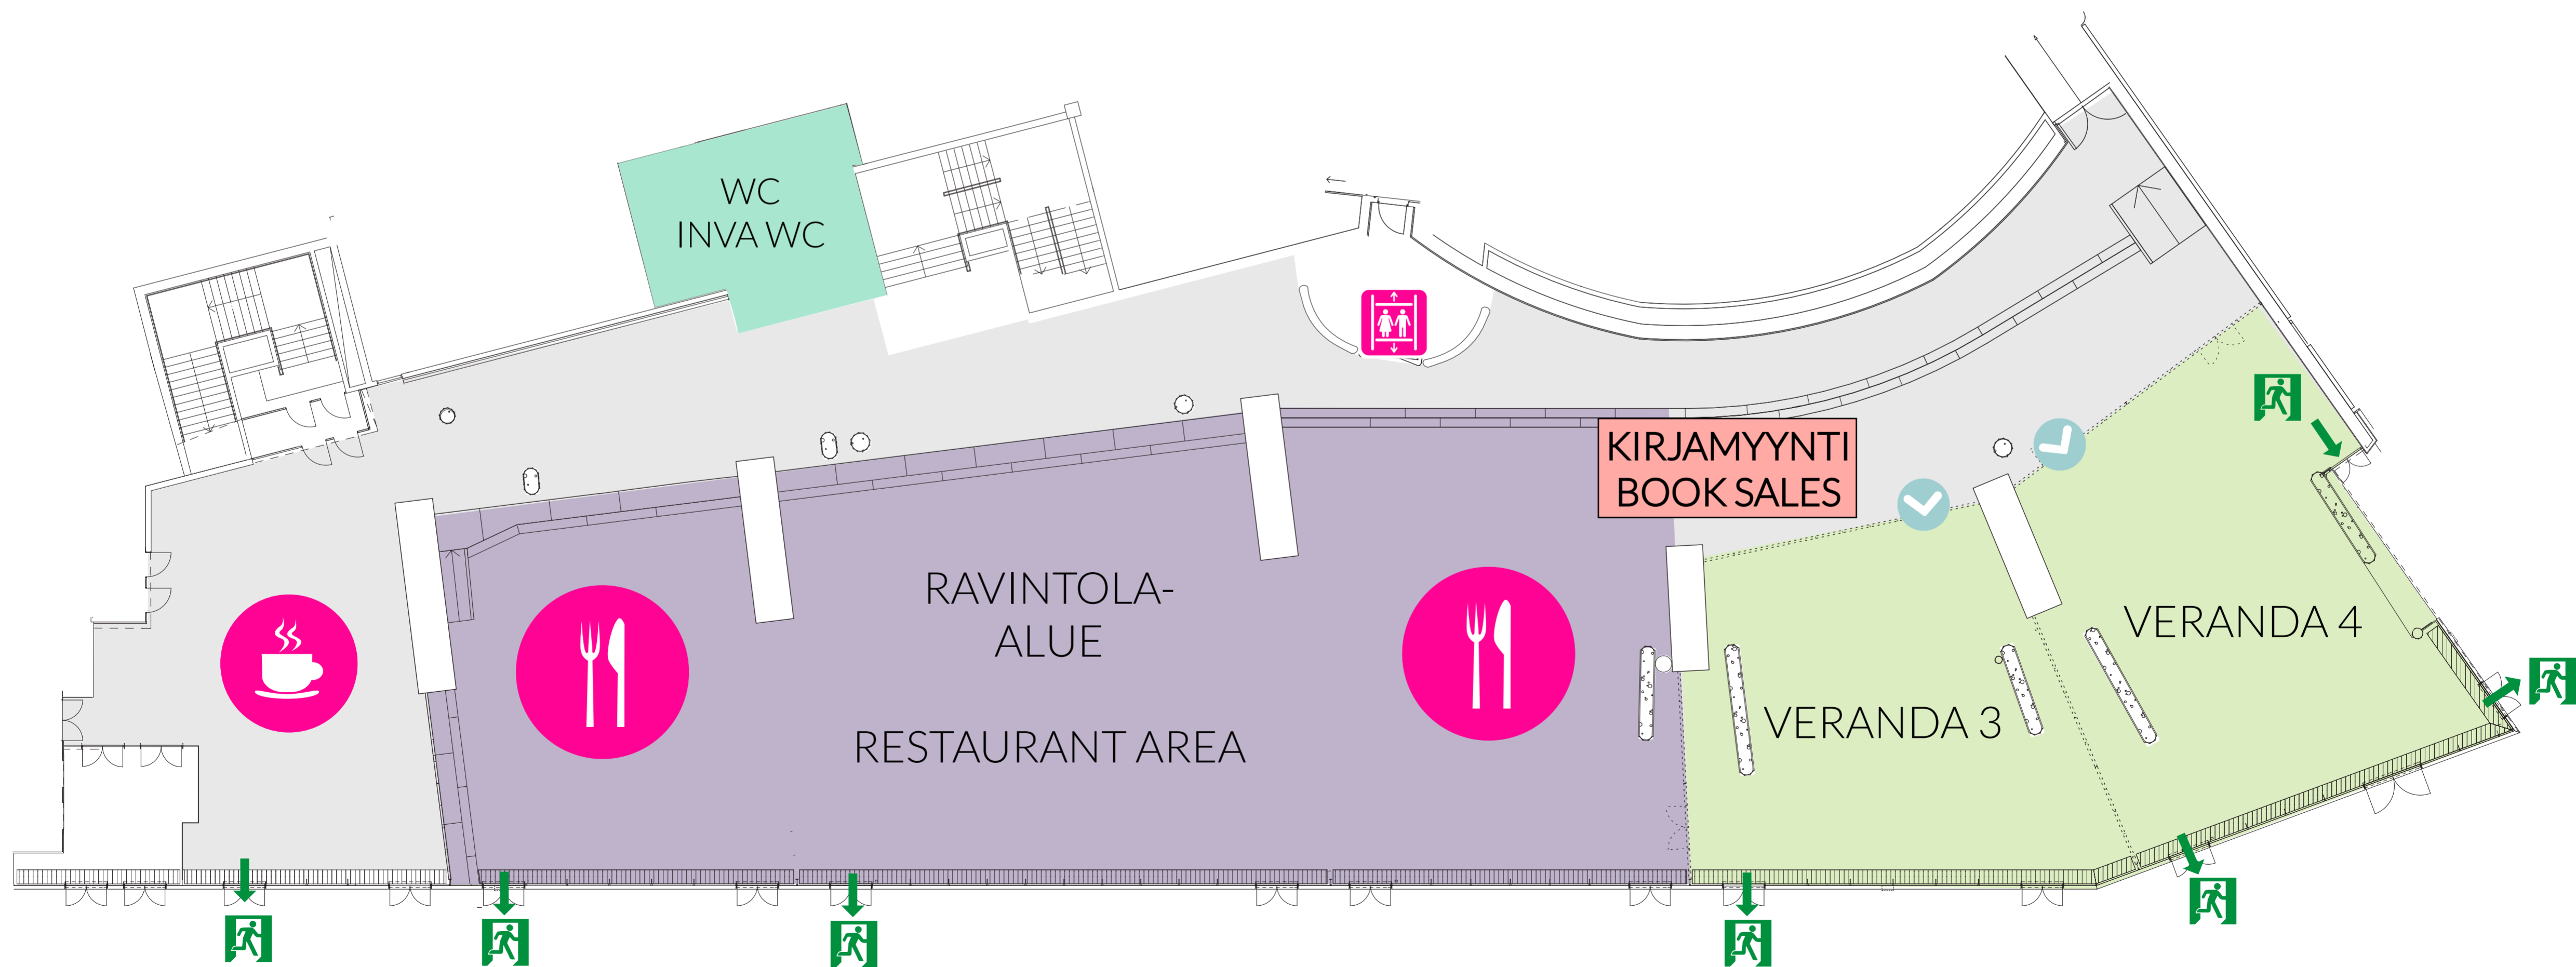 WC
INVA WC
KIRJAMYYNTI
BOOK SALES
RAVINTOLA-
ALUE
RESTAURANT AREA
VERANDA 3
VERANDA 4